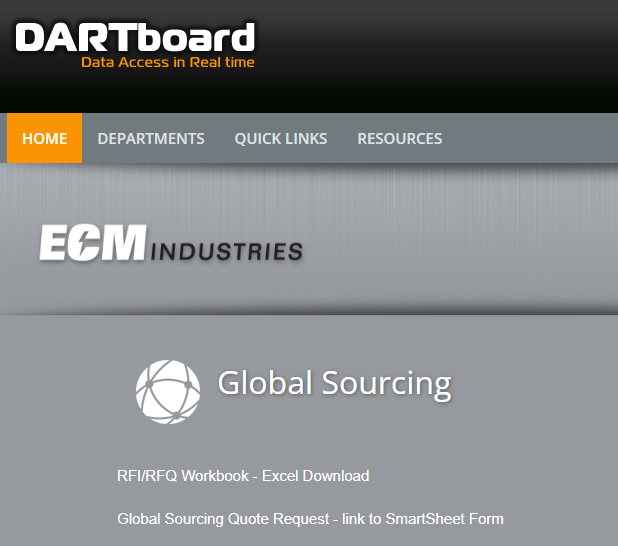 DARTboard
Data Access in Real time
HOME DEPARTMENTS QUICK LINKS RESOURCES
ECM INDUSTRIES
Global Sourcing
RFI/RFQ Workbook - Excel Download
Global Sourcing Quote Request - link to SmartSheet Form